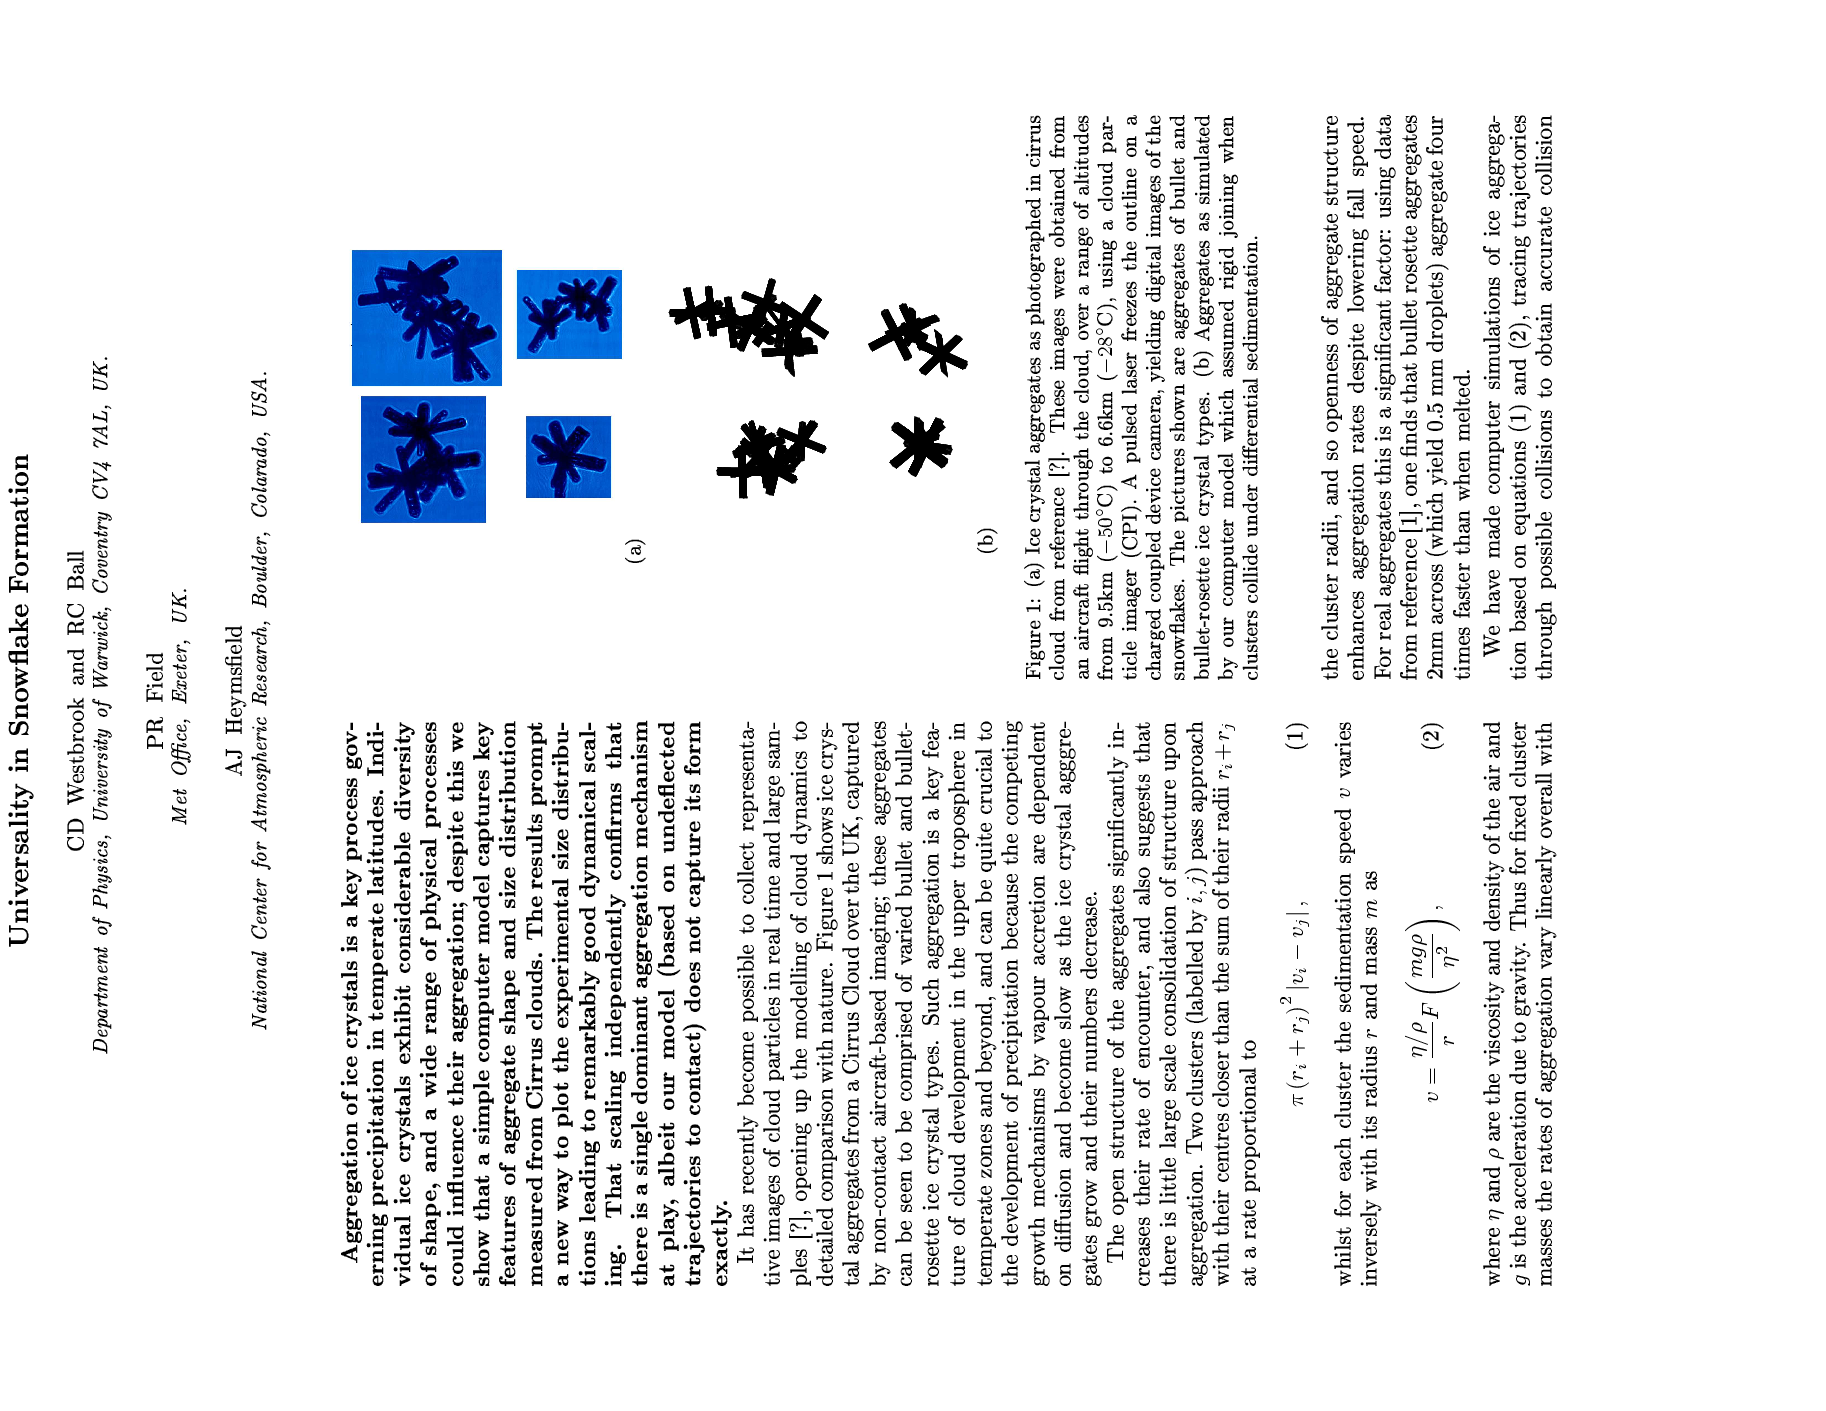 Universality in Snowflake Formation
CD Westbrook and RC Ball
Department of Physics, University of Warwick, Coventry CV4 7AL, UK.
PR Field
Met Office, Exeter, UK.
AJ Heymsfield
National Center for Atmospheric Research, Boulder, Colarado, USA.
Aggregation of ice crystals is a key process gov-
erning precipitation in temperate latitudes. Indi-
vidual ice crystals exhibit considerable diversity
of shape, and a wide range of physical processes
could influence their aggregation; despite this we
show that a simple computer model captures key
features of aggregate shape and size distribution
measured from Cirrus clouds. The results prompt
a new way to plot the experimental size distribu-
tions leading to remarkably good dynamical scal-
ing. That scaling independently confirms that
there is a single dominant aggregation mechanism
at play, albeit our model (based on undeflected
trajectories to contact) does not capture its form
exactly.
It has recently become possible to collect representa-
tive images of cloud particles in real time and large sam-
ples [?], opening up the modelling of cloud dynamics to
detailed comparison with nature. Figure 1 shows ice crys-
tal aggregates from a Cirrus Cloud over the UK, captured
by non-contact aircraft-based imaging; these aggregates
can be seen to be comprised of varied bullet and bullet-
rosette ice crystal types. Such aggregation is a key fea-
ture of cloud development in the upper troposphere in
temperate zones and beyond, and can be quite crucial to
the development of precipitation because the competing
growth mechanisms by vapour accretion are dependent
on diffusion and become slow as the ice crystal aggre-
gates grow and their numbers decrease.
The open structure of the aggregates significantly in-
creases their rate of encounter, and also suggests that
there is little large scale consolidation of structure upon
aggregation. Two clusters (labelled by i, j) pass approach
with their centres closer than the sum of their radii r_i+r_j
at a rate proportional to
π (r_i + r_j)² |v_i − v_j| , (1)
whilst for each cluster the sedimentation speed v varies
inversely with its radius r and mass m as
v = \frac{η/ρ}{r} F \left( \frac{mgρ}{η²} \right) , (2)
where η and ρ are the viscosity and density of the air and
g is the acceleration due to gravity. Thus for fixed cluster
masses the rates of aggregation vary linearly overall with
(a)
(b)
Figure 1: (a) Ice crystal aggregates as photographed in cirrus
cloud from reference [?]. These images were obtained from
an aircraft flight through the cloud, over a range of altitudes
from 9.5km (−50°C) to 6.6km (−28°C), using a cloud par-
ticle imager (CPI). A pulsed laser freezes the outline on a
charged coupled device camera, yielding digital images of the
snowflakes. The pictures shown are aggregates of bullet and
bullet-rosette ice crystal types. (b) Aggregates as simulated
by our computer model which assumed rigid joining when
clusters collide under differential sedimentation.
the cluster radii, and so openness of aggregate structure
enhances aggregation rates despite lowering fall speed.
For real aggregates this is a significant factor: using data
from reference [1], one finds that bullet rosette aggregates
2mm across (which yield 0.5 mm droplets) aggregate four
times faster than when melted.
We have made computer simulations of ice aggrega-
tion based on equations (1) and (2), tracing trajectories
through possible collisions to obtain accurate collision